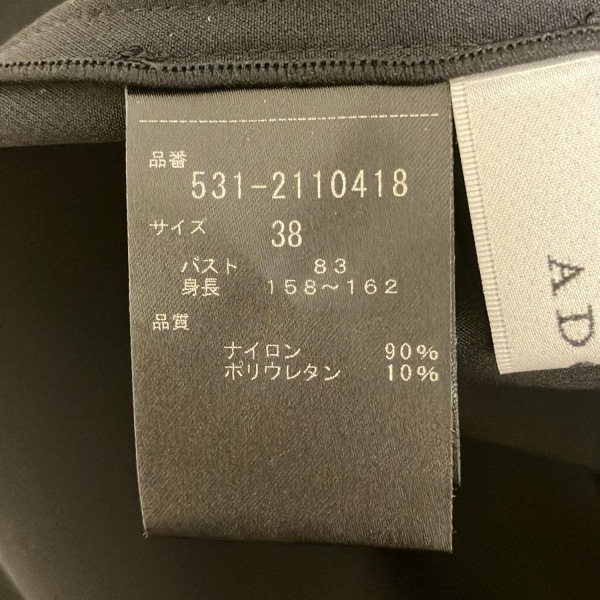 品番
531-2110418
サイズ 38
バスト 83
身長 158～162
品質
ナイロン 90%
ポリウレタン 10%
AD